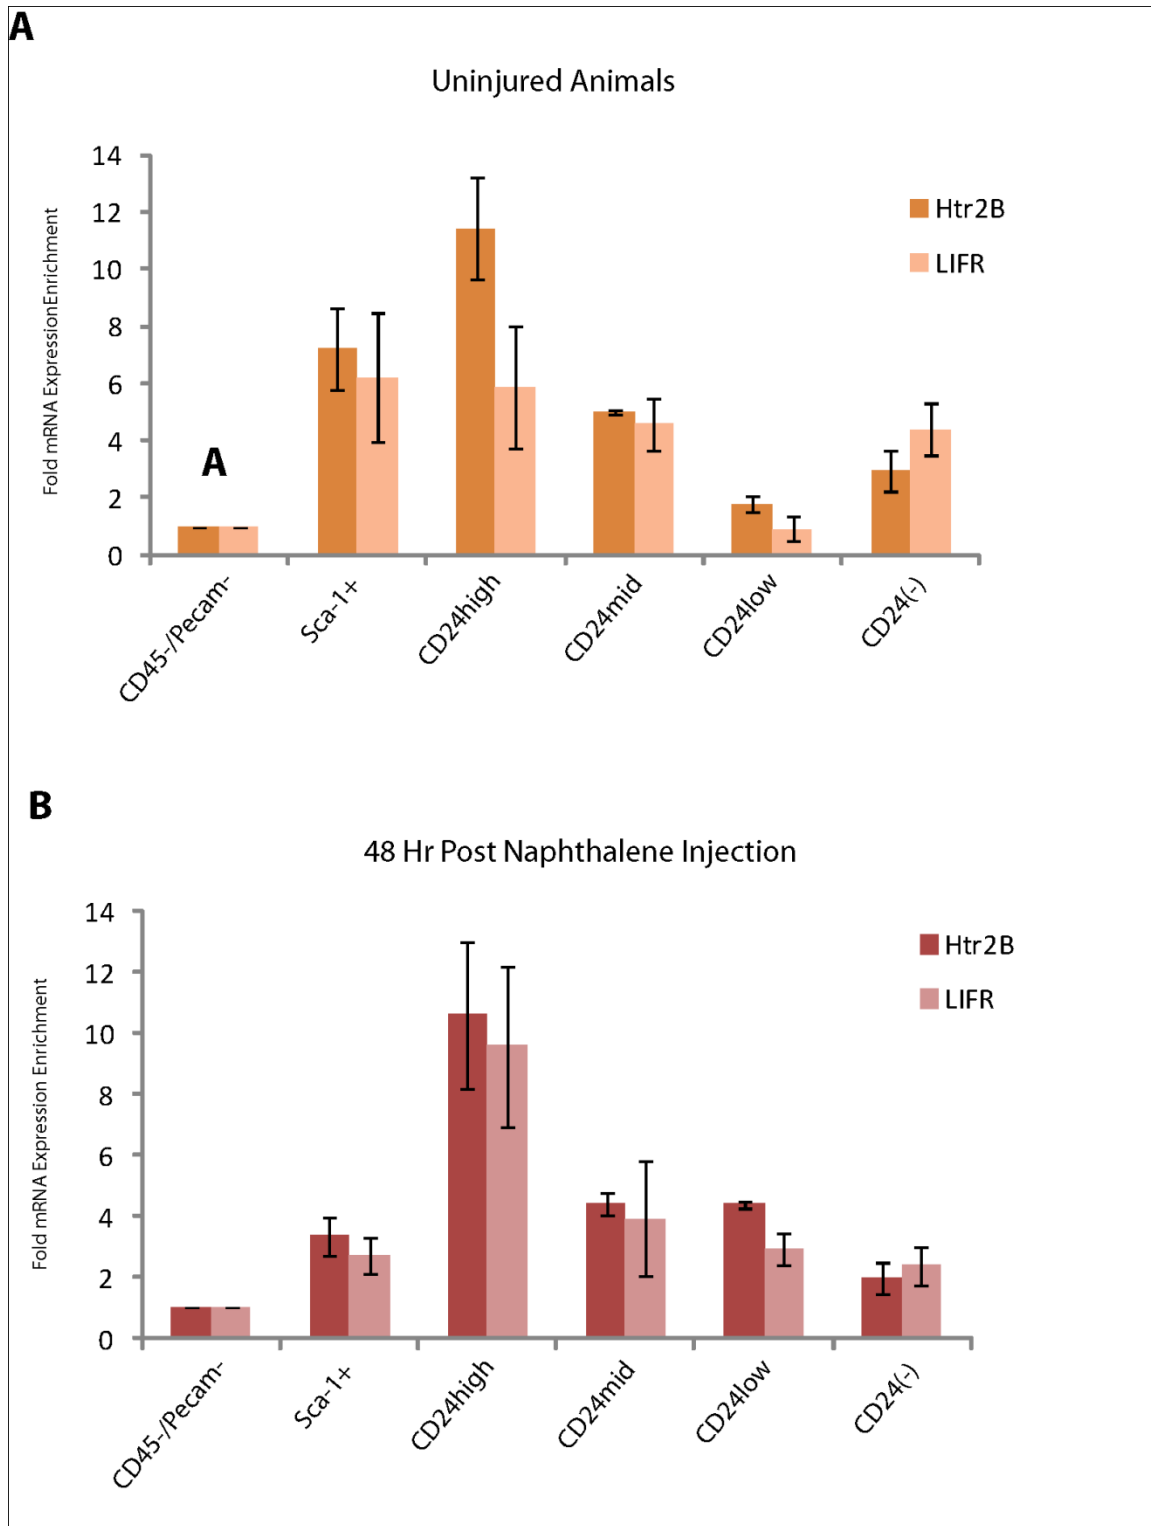 A
Uninjured Animals
14
12
10
8
6
4
2
0
Fold mRNA ExpressionEnrichment
Htr2B
LIFR
A
CD45-/Pecam-
Sca-1+
CD24high
CD24mid
CD24low
CD24(-)
B
48 Hr Post Naphthalene Injection
14
12
10
8
6
4
2
0
Fold mRNA Expression Enrichment
Htr2B
LIFR
CD45-/Pecam-
Sca-1+
CD24high
CD24mid
CD24low
CD24(-)